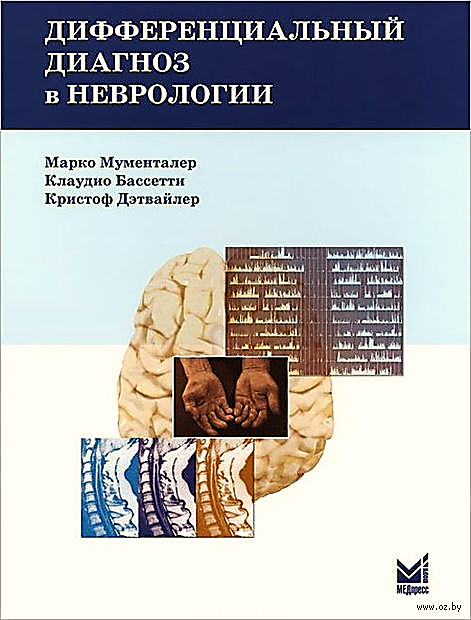 ДИФФЕРЕНЦИАЛЬНЫЙ
ДИАГНОЗ
в НЕВРОЛОГИИ
Марко Мументалер
Клаудио Бассетти
Кристоф Дэтвайлер
МЕДпресс
www.oz.by